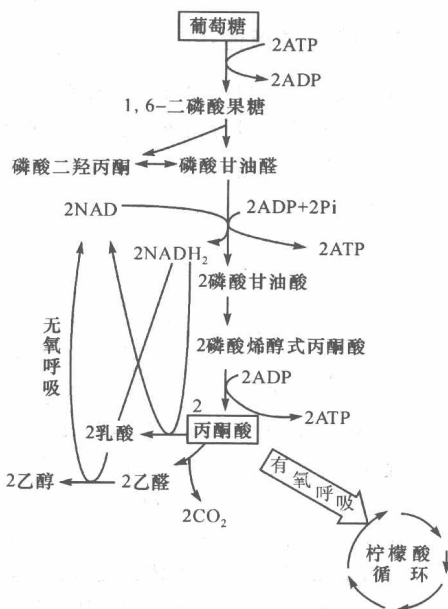 葡萄糖
2ATP
2ADP
1,6-二磷酸果糖
磷酸二羟丙酮
磷酸甘油醛
2NAD
2ADP+2Pi
2ATP
2NADH₂
2磷酸甘油酸
2磷酸烯醇式丙酮酸
2ADP
2ATP
无氧呼吸
2
2乳酸
丙酮酸
2乙醇
2乙醛
2CO₂
有氧呼吸
柠檬酸
循 环